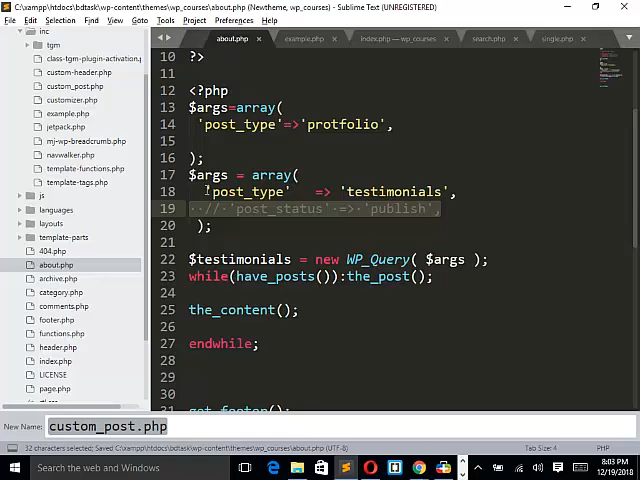 C:\xampp\htdocs\bdtask\wp-content\themes\wp_courses\about.php (Newtheme, wp_courses) - Sublime Text (UNREGISTERED)
File Edit Selection Find View Goto Tools Project Preferences Help
about.php × example.php × index.php — wp_courses × search.php × single.php ×
inc
tgm
class-tgm-plugin-activation.
custom-header.php
custom_post.php
customizer.php
example.php
jetpack.php
mj-wp-breadcrumb.php
navwalker.php
template-functions.php
template-tags.php
js
languages
layouts
template-parts
404.php
about.php
archive.php
category.php
comments.php
footer.php
functions.php
header.php
index.php
LICENSE
page.php
10 ?>
11
12 <?php
13 $args=array(
14 'post_type'=>'protfolio',
15
16 );
17 $args = array(
18 'post_type' => 'testimonials',
19 // 'post_status' => 'publish',
20 );
21
22 $testimonials = new WP_Query( $args );
23 while(have_posts()):the_post();
24
25 the_content();
26
27 endwhile;
28
29
30
31 get_footer();
New Name: custom_post.php
32 characters selected; Saved C:\xampp\htdocs\bdtask\wp-content\themes\wp_courses\about.php (UTF-8) Tab Size: 4 PHP
Search the web and Windows
8:03 PM
12/19/2018